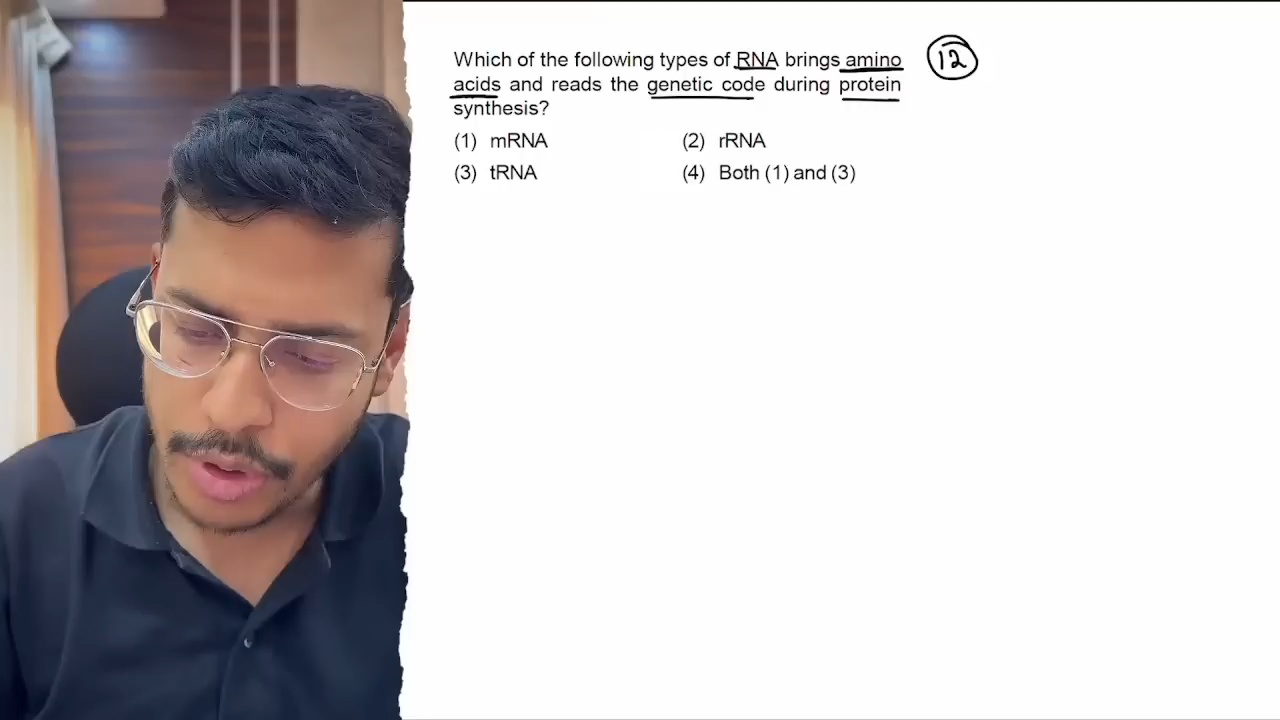 Which of the following types of RNA brings amino
acids and reads the genetic code during protein
synthesis?
(1) mRNA
(2) rRNA
(3) tRNA
(4) Both (1) and (3)
12